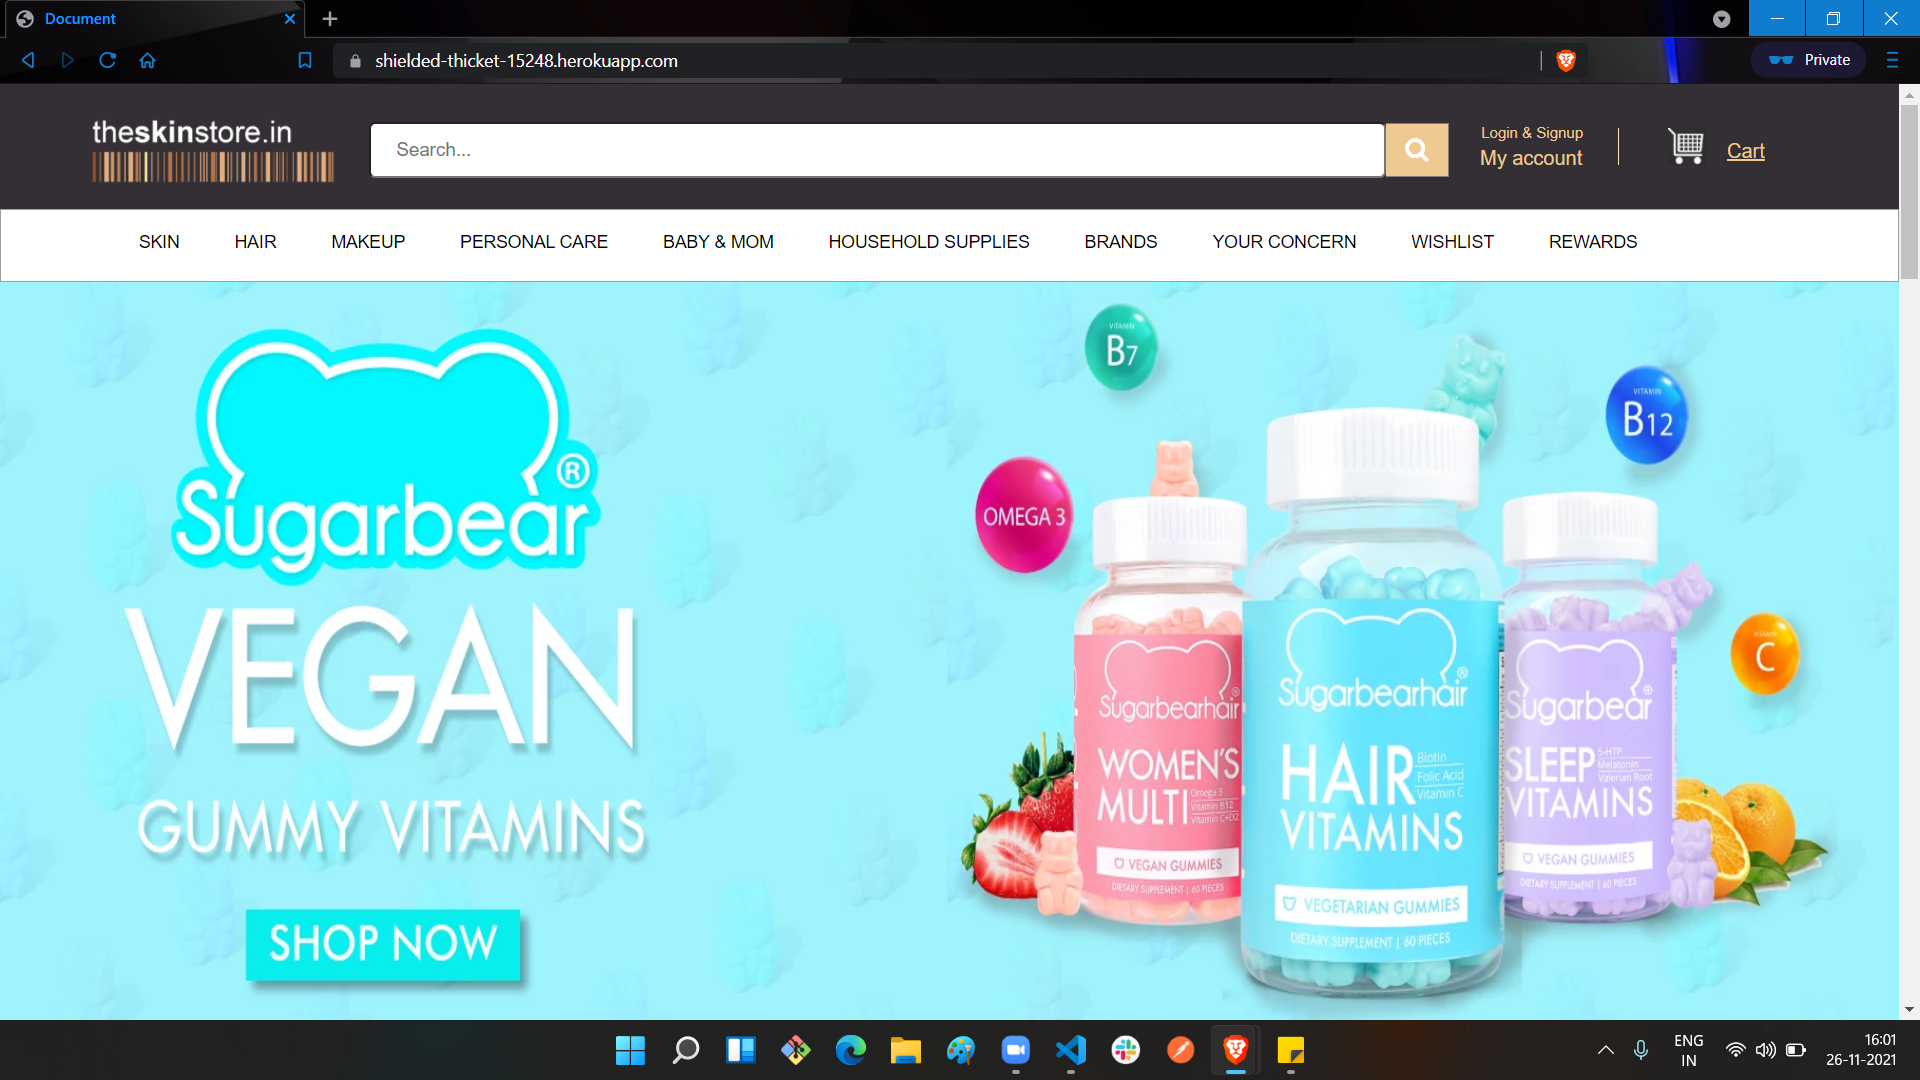 Document
shielded-thicket-15248.herokuapp.com
Private
theskinstore.in
Search...
Login & Signup
My account
Cart
SKIN
HAIR
MAKEUP
PERSONAL CARE
BABY & MOM
HOUSEHOLD SUPPLIES
BRANDS
YOUR CONCERN
WISHLIST
REWARDS
Sugarbear®
VEGAN
GUMMY VITAMINS
SHOP NOW
VITAMIN
B7
OMEGA 3
VITAMIN
B12
VITAMIN
C
Sugarbearhair®
WOMEN'S
MULTI
Omega 3
Vitamin B12
Vitamin C+D2
VEGAN GUMMIES
DIETARY SUPPLEMENT | 60 PIECES
Sugarbearhair®
HAIR
Biotin
Folic Acid
Vitamin C
VITAMINS
VEGETARIAN GUMMIES
DIETARY SUPPLEMENT | 60 PIECES
Sugarbear®
SLEEP
5-HTP
Melatonin
Valerian Root
VITAMINS
VEGAN GUMMIES
DIETARY SUPPLEMENT | 60 PIECES
ENG
IN
16:01
26-11-2021